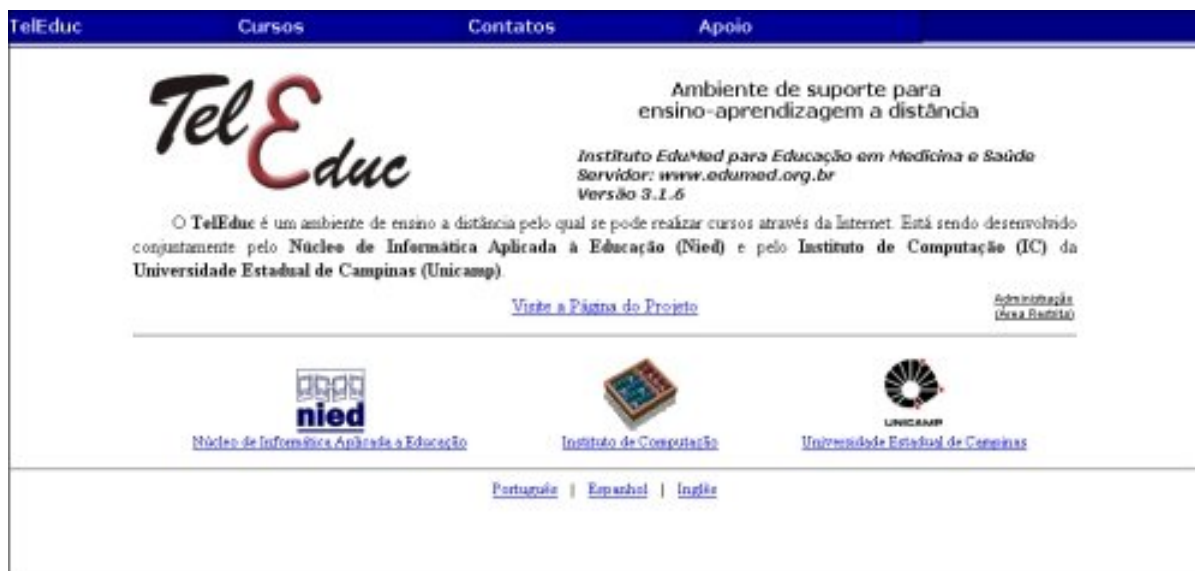 TelEduc Cursos Contatos Apoio
TelEduc
Ambiente de suporte para
ensino-aprendizagem a distância
Instituto EduMed para Educação em Medicina e Saúde
Servidor: www.edumed.org.br
Versão 3.1.6
O TelEduc é um ambiente de ensino a distância pelo qual se pode realizar cursos através da Internet. Está sendo desenvolvido
conjuntamente pelo Núcleo de Informática Aplicada à Educação (Nied) e pelo Instituto de Computação (IC) da
Universidade Estadual de Campinas (Unicamp).
Visite a Página do Projeto
Administração
(Área Restrita)
nied
UNICAMP
Núcleo de Informática Aplicada a Educação Instituto de Computação Universidade Estadual de Campinas
Português | Espanhol | Inglês